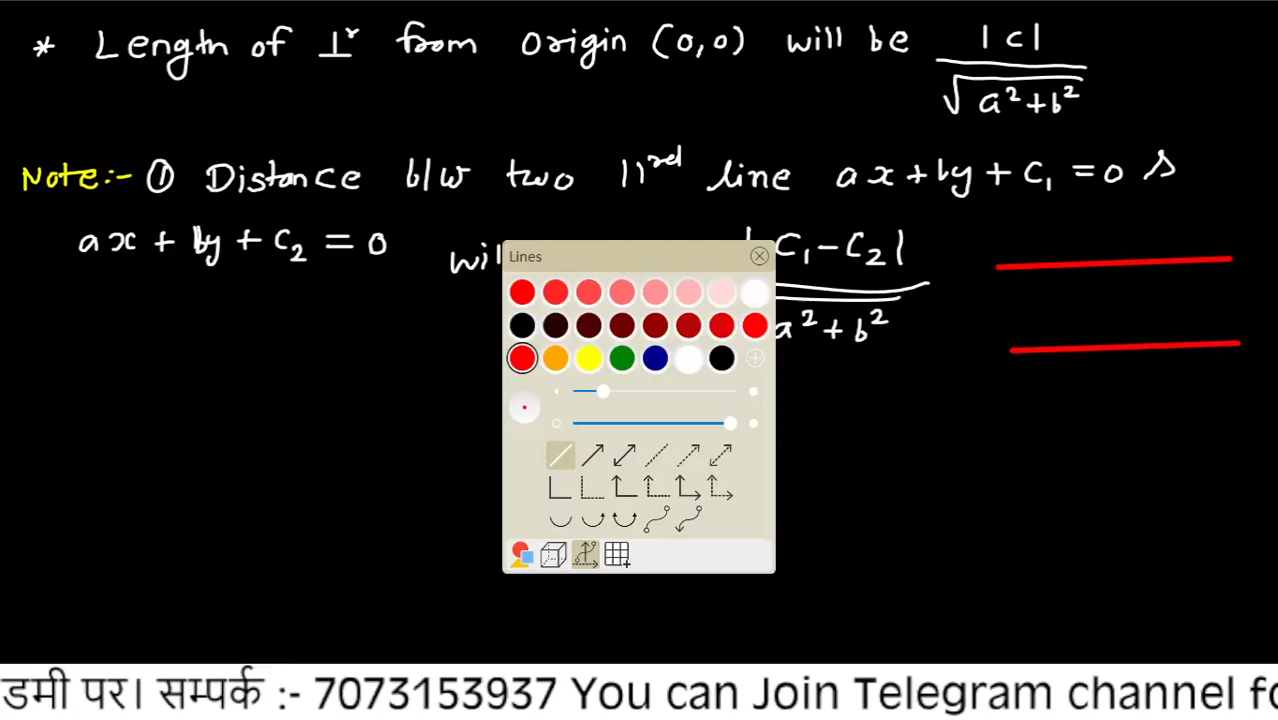 * Length of ⊥r from origin (0,0) will be |c| / √a²+b²
Note:- ① Distance b/w two ||rel line ax+by+C₁ =0 &
ax + by + C₂ = 0 C₁-C₂|
a²+b²
Lines
डमी पर। सम्पर्क :- 7073153937 You can Join Telegram channel fo